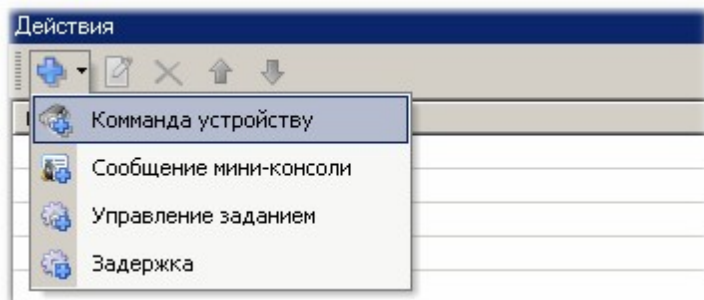 Действия
Комманда устройству
Сообщение мини-консоли
Управление заданием
Задержка